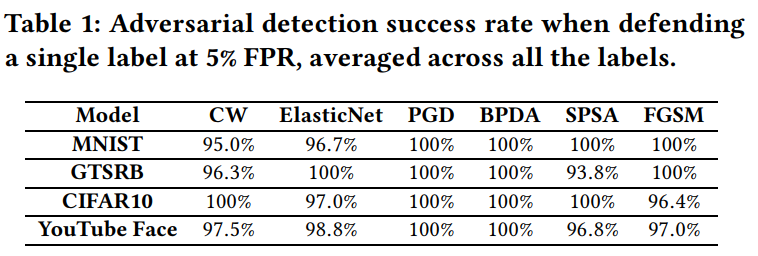 Table 1: Adversarial detection success rate when defending
a single label at 5% FPR, averaged across all the labels.
Model CW ElasticNet PGD BPDA SPSA FGSM
MNIST 95.0% 96.7% 100% 100% 100% 100%
GTSRB 96.3% 100% 100% 100% 93.8% 100%
CIFAR10 100% 97.0% 100% 100% 100% 96.4%
YouTube Face 97.5% 98.8% 100% 100% 96.8% 97.0%